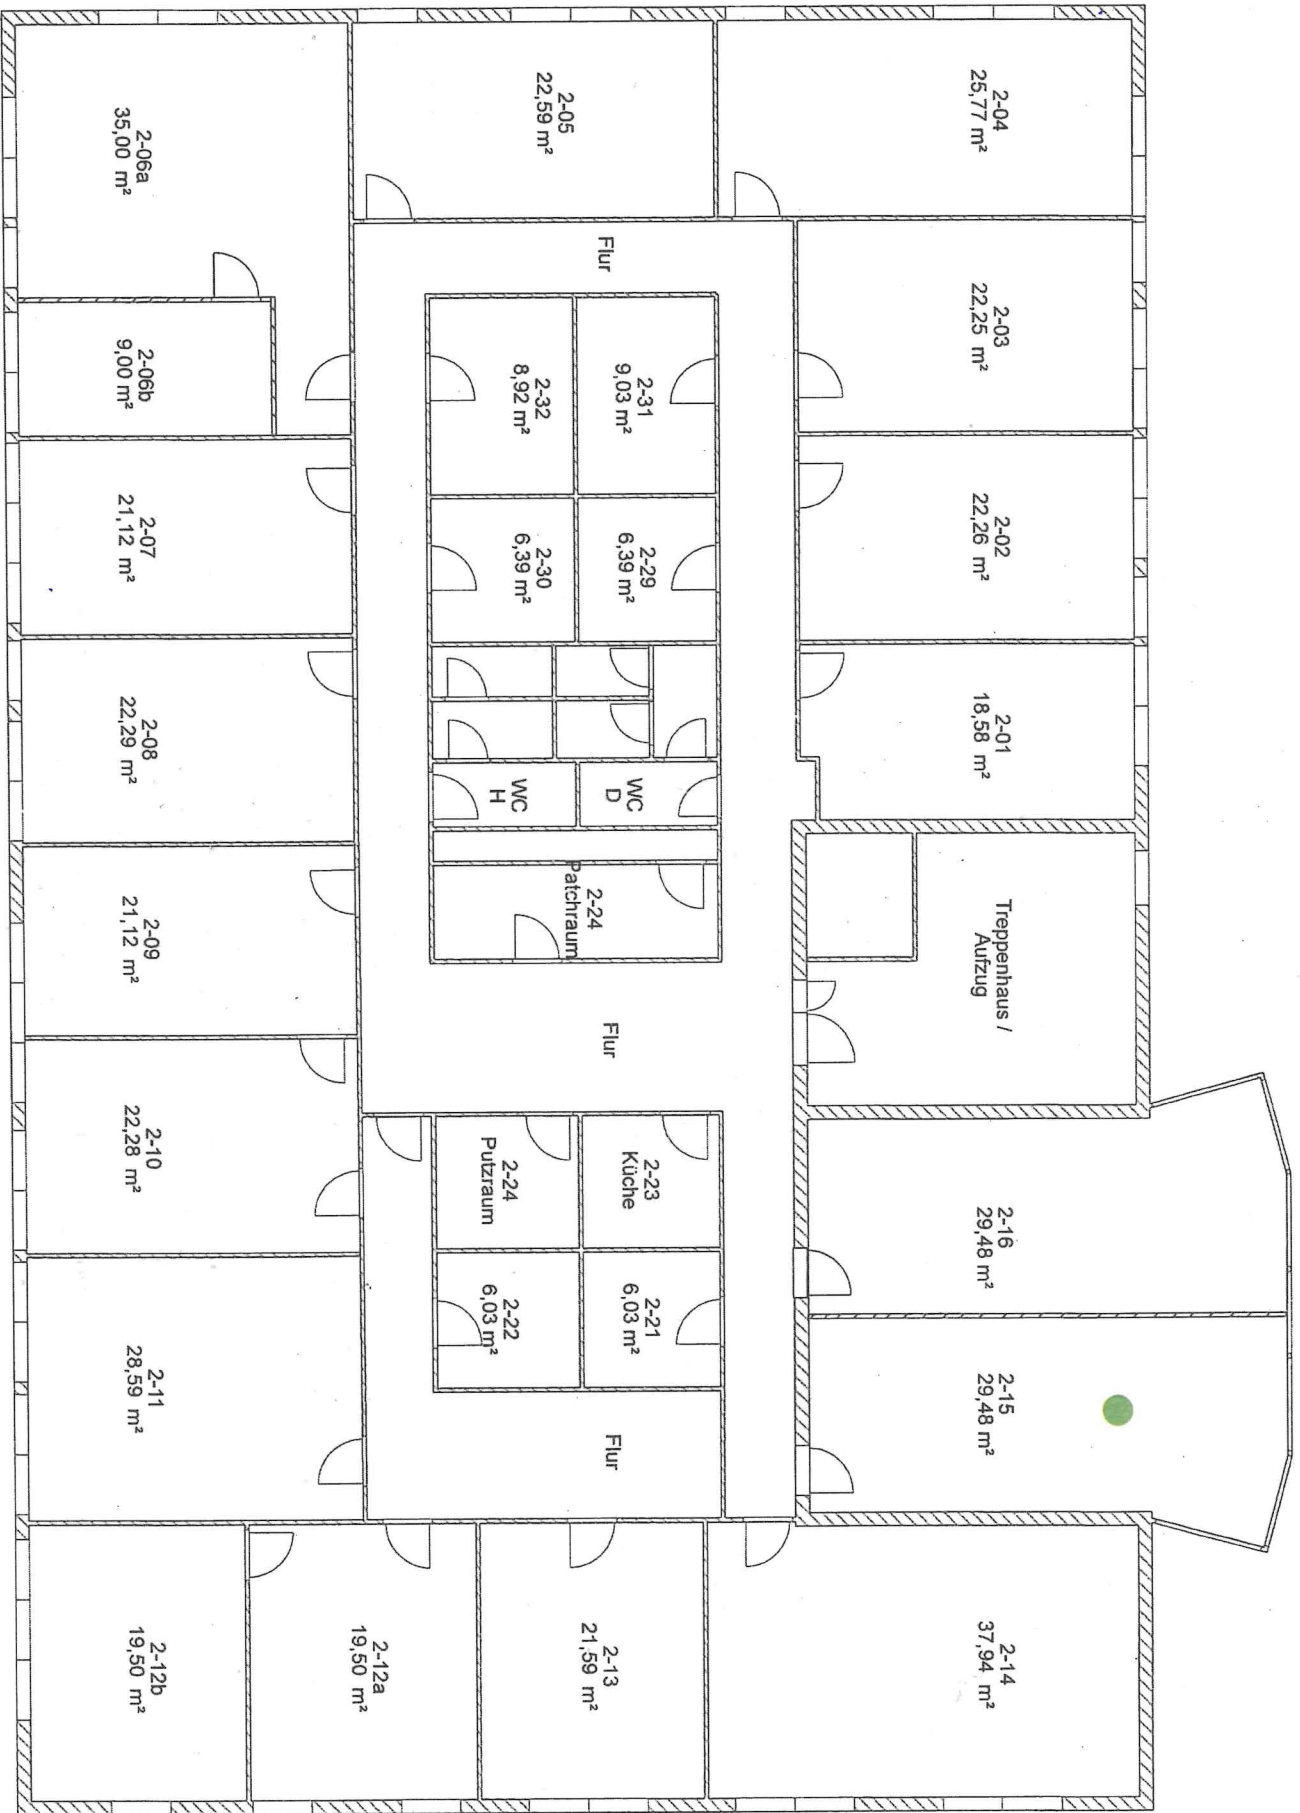 2-04
25,77 m²
2-03
22,25 m²
2-02
22,26 m²
2-01
18,58 m²
Treppenhaus /
Aufzug
2-16
29,48 m²
2-15
29,48 m²
2-14
37,94 m²
2-05
22,59 m²
Flur
2-31
9,03 m²
2-29
6,39 m²
WC
D
2-24
Patchraum
Flur
2-23
Küche
2-21
6,03 m²
Flur
2-13
21,59 m²
2-32
8,92 m²
2-30
6,39 m²
WC
H
2-24
Putzraum
2-22
6,03 m²
2-12a
19,50 m²
2-06a
35,00 m²
2-06b
9,00 m²
2-07
21,12 m²
2-08
22,29 m²
2-09
21,12 m²
2-10
22,28 m²
2-11
28,59 m²
2-12b
19,50 m²